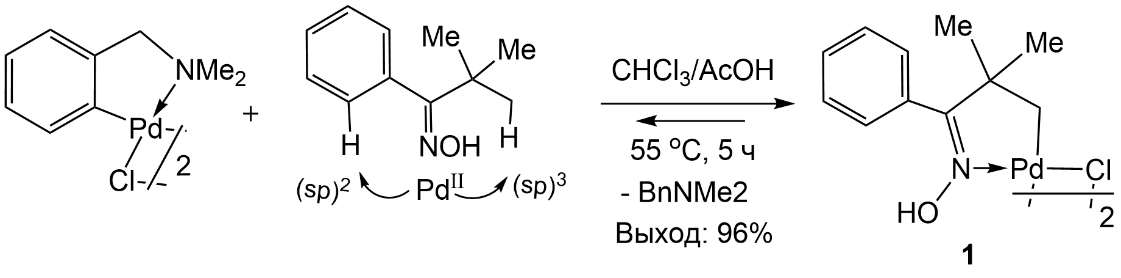 NMe2
Pd
Cl
2
+
Me
Me
H
NOH
H
(sp)2
PdII
(sp)3
CHCl3/AcOH
55 ºC, 5 ч
- BnNMe2
Выход: 96%
Me
Me
N
Pd
Cl
HO
2
1